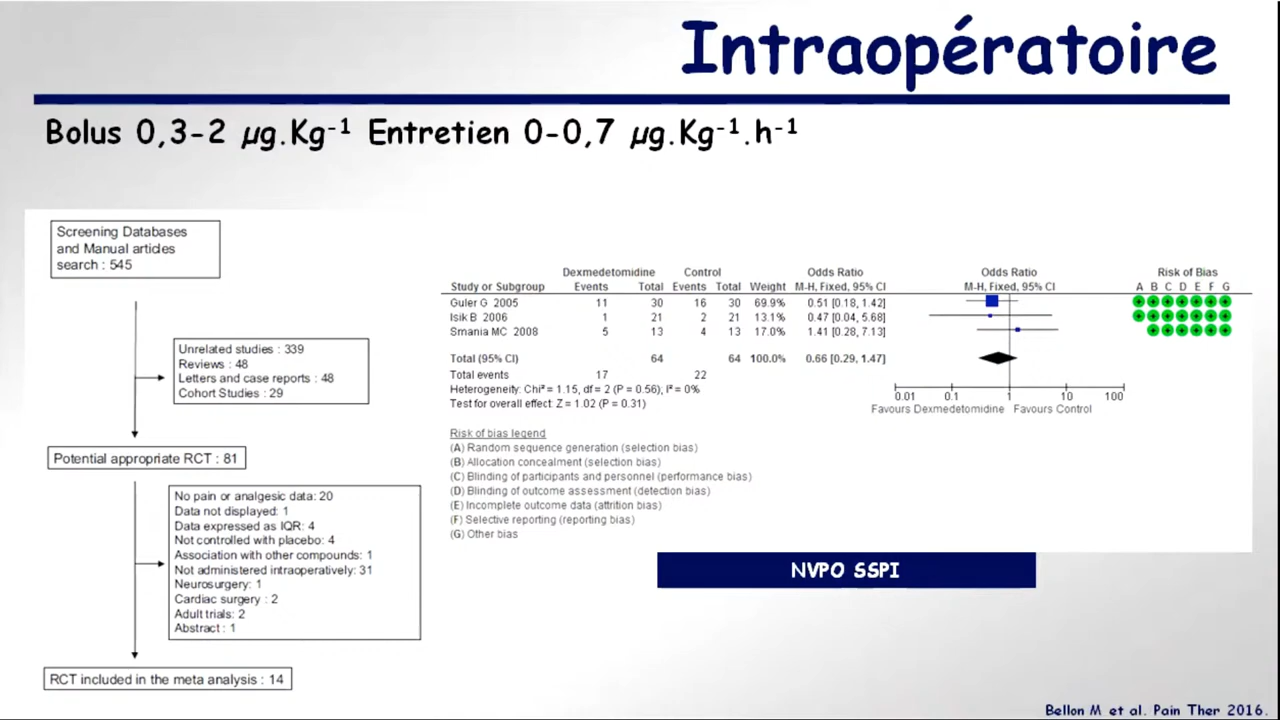 Intraopératoire
Bolus 0,3-2 µg.Kg-1 Entretien 0-0,7 µg.Kg-1.h-1
Screening Databases
and Manual articles
search : 545
Unrelated studies : 339
Reviews : 48
Letters and case reports : 48
Cohort Studies : 29
Potential appropriate RCT : 81
No pain or analgesic data: 20
Data not displayed: 1
Data expressed as IQR: 4
Not controlled with placebo: 4
Association with other compounds: 1
Not administered intraoperatively: 31
Neurosurgery: 1
Cardiac surgery : 2
Adult trials: 2
Abstract : 1
RCT included in the meta analysis : 14
Dexmedetomidine Control Odds Ratio Odds Ratio Risk of Bias
Study or Subgroup Events Total Events Total Weight M-H, Fixed, 95% CI M-H, Fixed, 95% CI A B C D E F G
Guler G 2005 11 30 16 30 69.9% 0.51 [0.18, 1.42]
Isik B 2006 1 21 2 21 13.1% 0.47 [0.04, 5.68]
Smania MC 2008 5 13 4 13 17.0% 1.41 [0.28, 7.13]
Total (95% CI) 64 64 100.0% 0.66 [0.29, 1.47]
Total events 17 22
Heterogeneity: Chi² = 1.15, df = 2 (P = 0.56); I² = 0%
Test for overall effect: Z = 1.02 (P = 0.31)
0.01 0.1 1 10 100
Favours Dexmedetomidine Favours Control
Risk of bias legend
(A) Random sequence generation (selection bias)
(B) Allocation concealment (selection bias)
(C) Blinding of participants and personnel (performance bias)
(D) Blinding of outcome assessment (detection bias)
(E) Incomplete outcome data (attrition bias)
(F) Selective reporting (reporting bias)
(G) Other bias
NVPO SSPI
Bellon M et al. Pain Ther 2016.